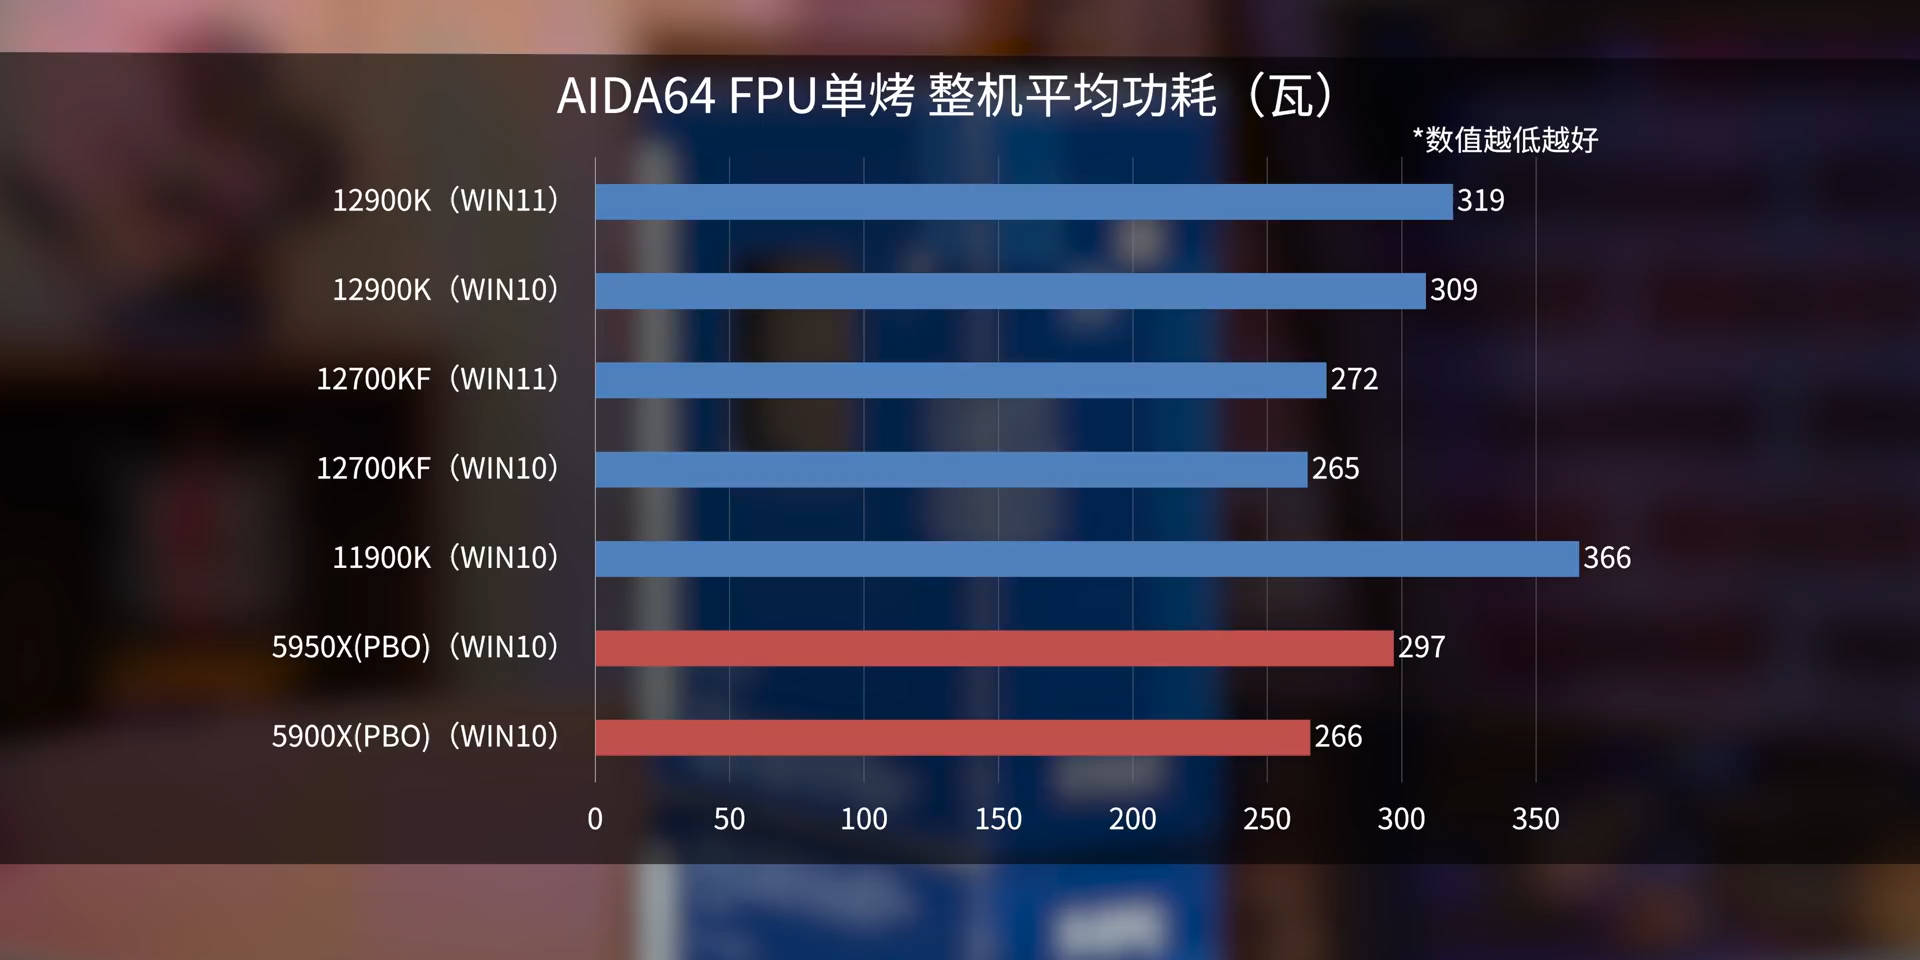 AIDA64 FPU单烤 整机平均功耗（瓦）
*数值越低越好
12900K（WIN11） 319
12900K（WIN10） 309
12700KF（WIN11） 272
12700KF（WIN10） 265
11900K（WIN10） 366
5950X(PBO)（WIN10） 297
5900X(PBO)（WIN10） 266
0 50 100 150 200 250 300 350